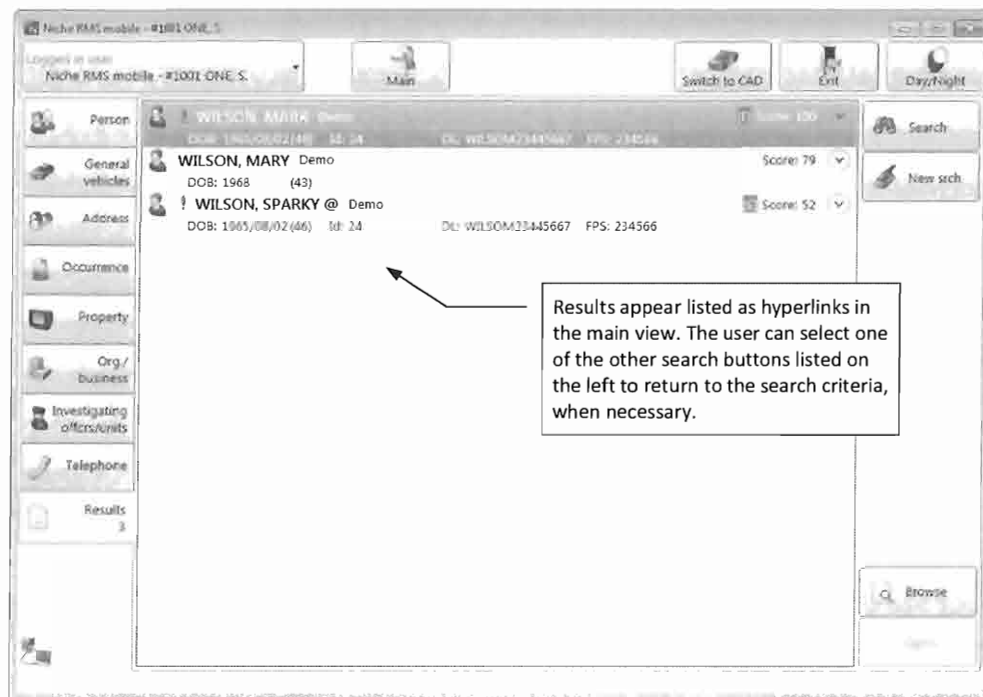 Niche RMS mobile - #1001 ONE, S.
Logged in user
Niche RMS mobile - #1001 ONE, S.
Main
Switch to CAD
Exit
Day/Night
Person
General
vehicles
Address
Occurrence
Property
Org./
business
Investigating
offcrs/units
Telephone
Results
3
! WILSON, MARK Demo
Score: 100
DOB: 1965/08/02 (46) Id: 24 DL: WILSOM23445667 FPS: 234566
WILSON, MARY Demo
Score: 79
DOB: 1968 (43)
! WILSON, SPARKY @ Demo
Score: 52
DOB: 1965/08/02 (46) Id: 24 DL: WILSOM23445667 FPS: 234566
Results appear listed as hyperlinks in
the main view. The user can select one
of the other search buttons listed on
the left to return to the search criteria,
when necessary.
Search
New srch
Browse
Open